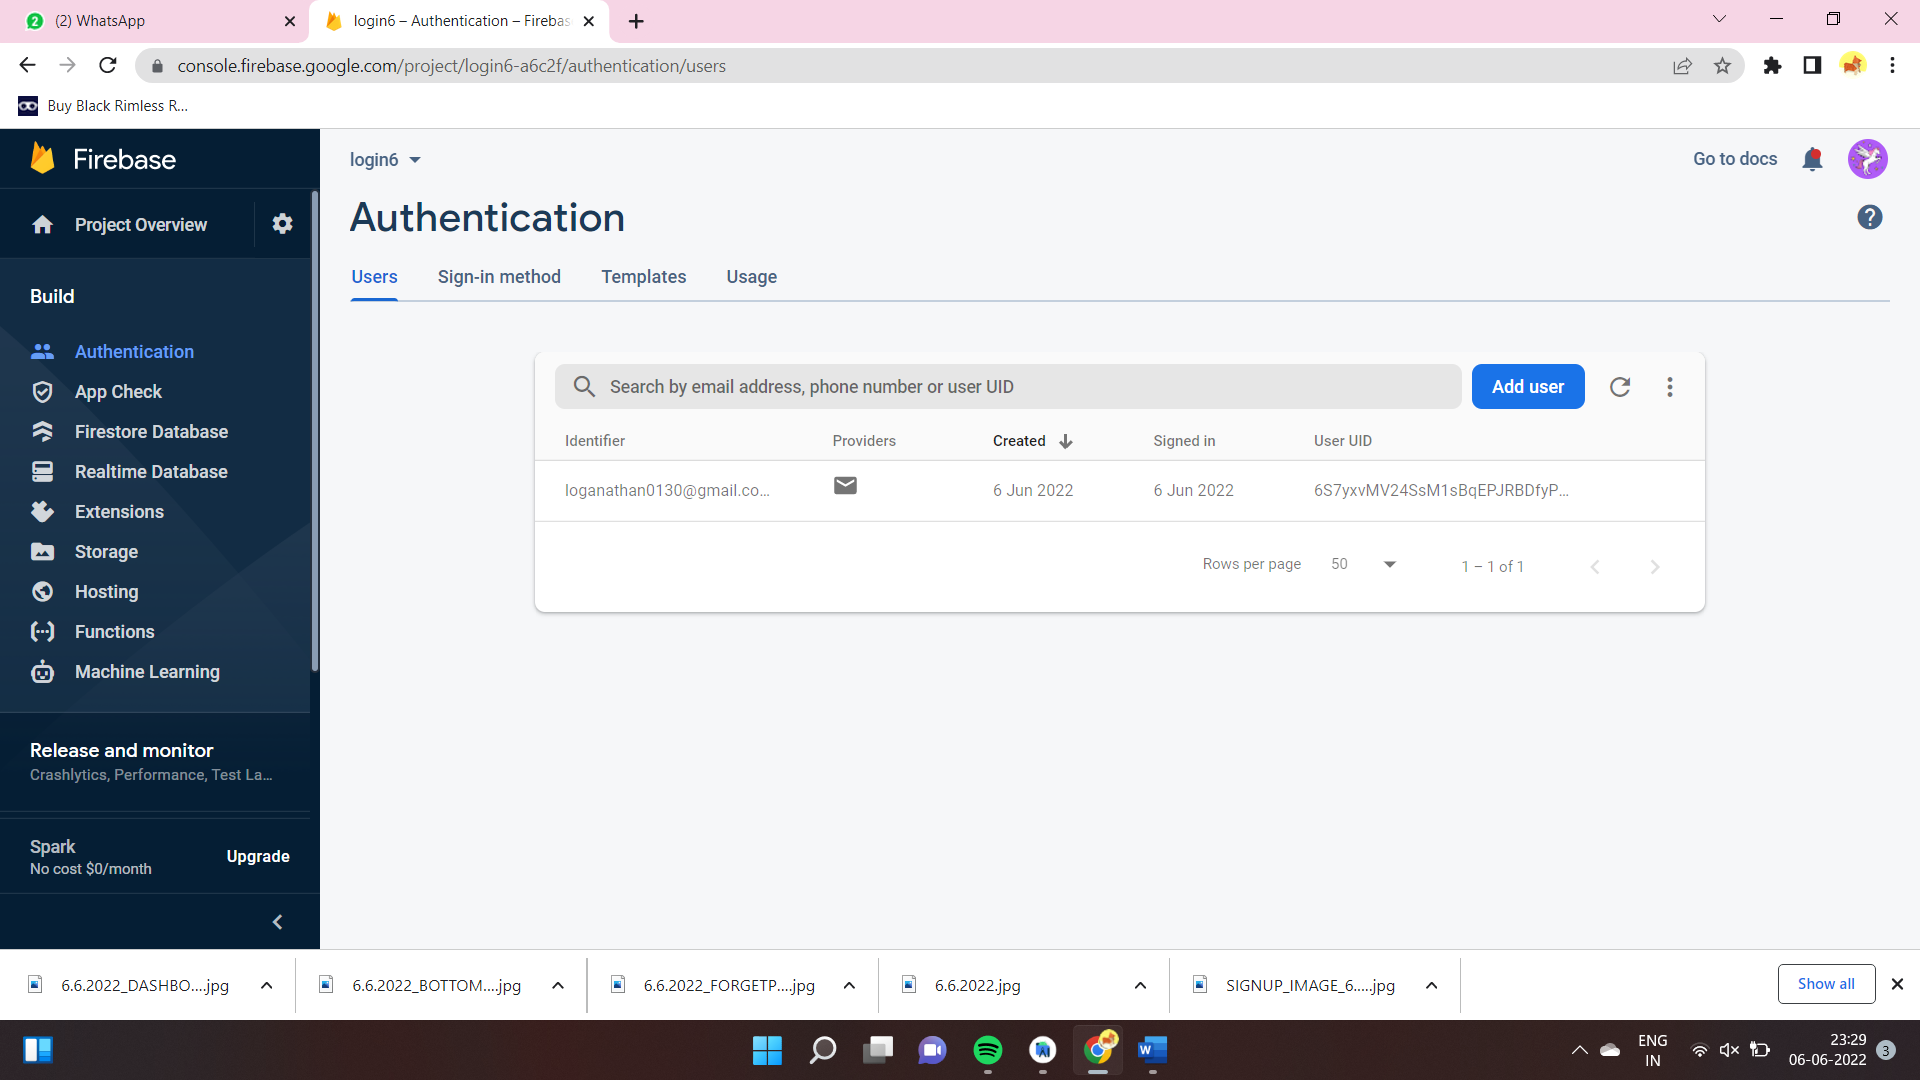 (2) WhatsApp
login6 – Authentication – Firebas
console.firebase.google.com/project/login6-a6c2f/authentication/users
Buy Black Rimless R...
Firebase
login6
Go to docs
Project Overview
Authentication
Users Sign-in method Templates Usage
Build
Authentication
App Check
Firestore Database
Realtime Database
Extensions
Storage
Hosting
Functions
Machine Learning
Search by email address, phone number or user UID
Add user
Identifier Providers Created Signed in User UID
loganathan0130@gmail.co... 6 Jun 2022 6 Jun 2022 6S7yxvMV24SsM1sBqEPJRBDfyP...
Rows per page 50 1 – 1 of 1
Release and monitor
Crashlytics, Performance, Test La...
Spark
No cost $0/month
Upgrade
6.6.2022_DASHBO....jpg
6.6.2022_BOTTOM....jpg
6.6.2022_FORGETP....jpg
6.6.2022.jpg
SIGNUP_IMAGE_6.....jpg
Show all
ENG
IN
23:29
06-06-2022
3